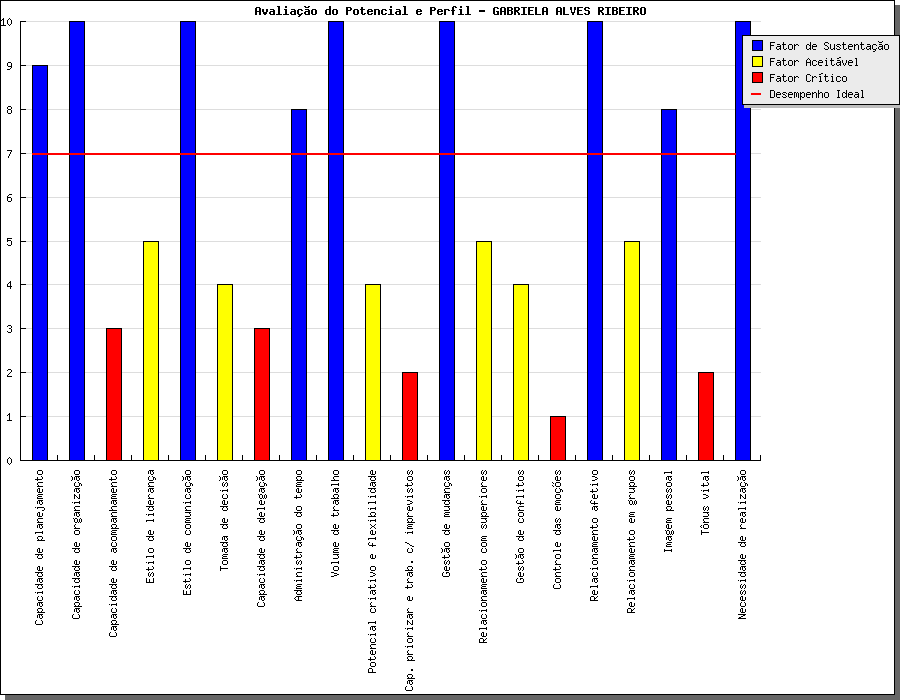 Avaliação do Potencial e Perfil - GABRIELA ALVES RIBEIRO
Fator de Sustentação
Fator Aceitável
Fator Crítico
Desempenho Ideal
10
9
8
7
6
5
4
3
2
1
0
Capacidade de planejamento
Capacidade de organização
Capacidade de acompanhamento
Estilo de liderança
Estilo de comunicação
Tomada de decisão
Capacidade de delegação
Administração do tempo
Volume de trabalho
Potencial criativo e flexibilidade
Cap. priorizar e trab. c/ imprevistos
Gestão de mudanças
Relacionamento com superiores
Gestão de conflitos
Controle das emoções
Relacionamento afetivo
Relacionamento em grupos
Imagem pessoal
Tônus vital
Necessidade de realização